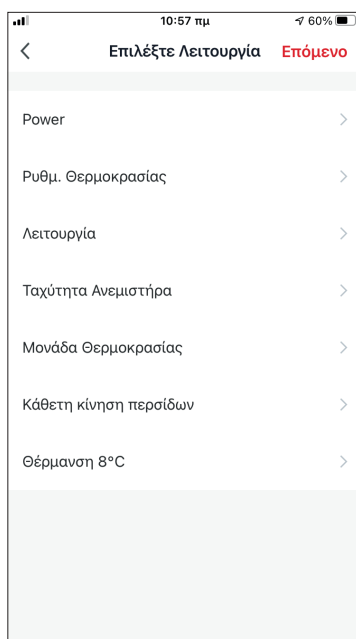 10:57 πμ 60%
Επιλέξτε Λειτουργία Επόμενο
Power
Ρυθμ. Θερμοκρασίας
Λειτουργία
Ταχύτητα Ανεμιστήρα
Μονάδα Θερμοκρασίας
Κάθετη κίνηση περσίδων
Θέρμανση 8°C